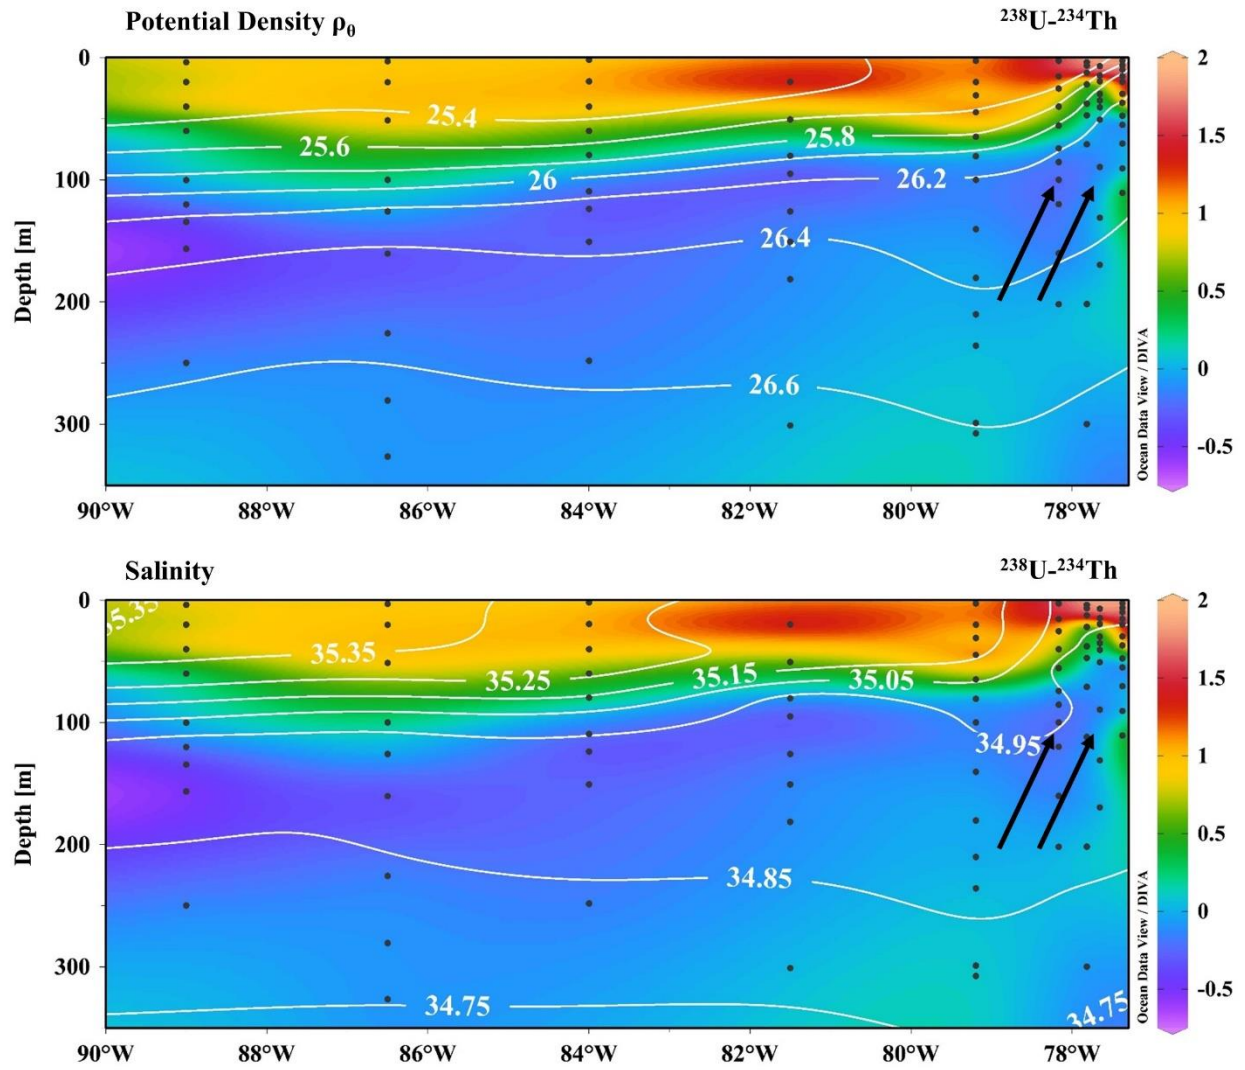 Potential Density ρθ
²³⁸U-²³⁴Th
0
100
200
300
Depth [m]
25.4
25.6
25.8
26
26.2
26.4
26.6
2
1.5
1
0.5
0
-0.5
Ocean Data View / DIVA
90°W
88°W
86°W
84°W
82°W
80°W
78°W
Salinity
²³⁸U-²³⁴Th
0
100
200
300
Depth [m]
35.35
35.35
35.25
35.15
35.05
34.95
34.85
34.75
34.75
2
1.5
1
0.5
0
-0.5
Ocean Data View / DIVA
90°W
88°W
86°W
84°W
82°W
80°W
78°W